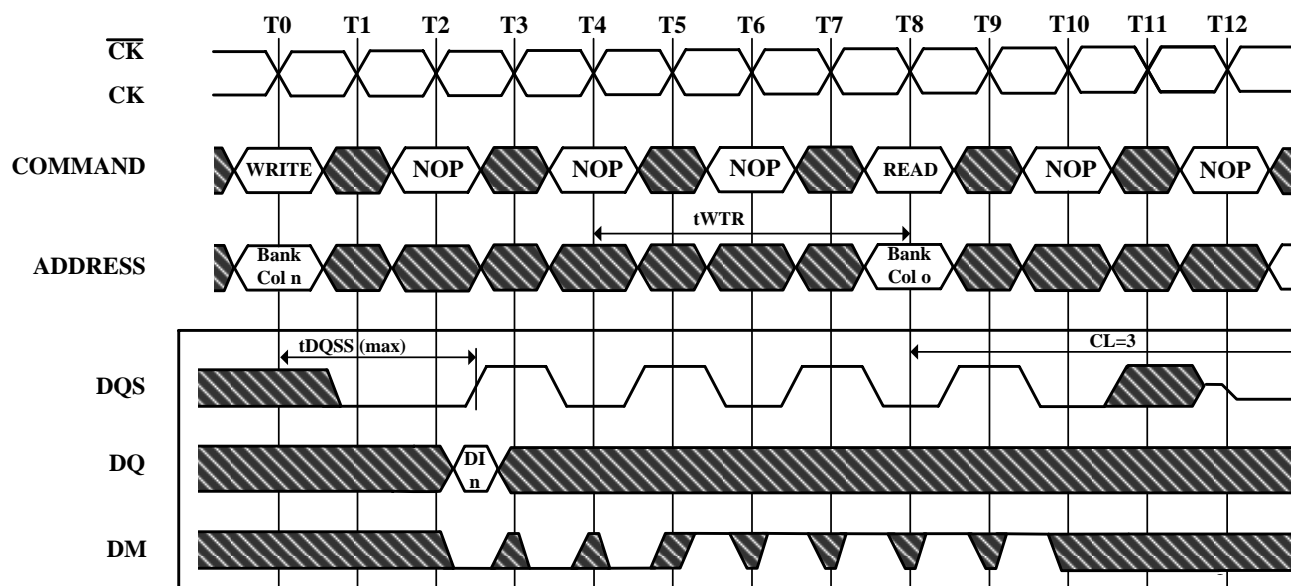 T0 T1 T2 T3 T4 T5 T6 T7 T8 T9 T10 T11 T12
CK
CK
COMMAND WRITE NOP NOP NOP READ NOP NOP
tWTR
ADDRESS Bank Col n Bank Col o
tDQSS (max) CL=3
DQS
DQ DI n
DM